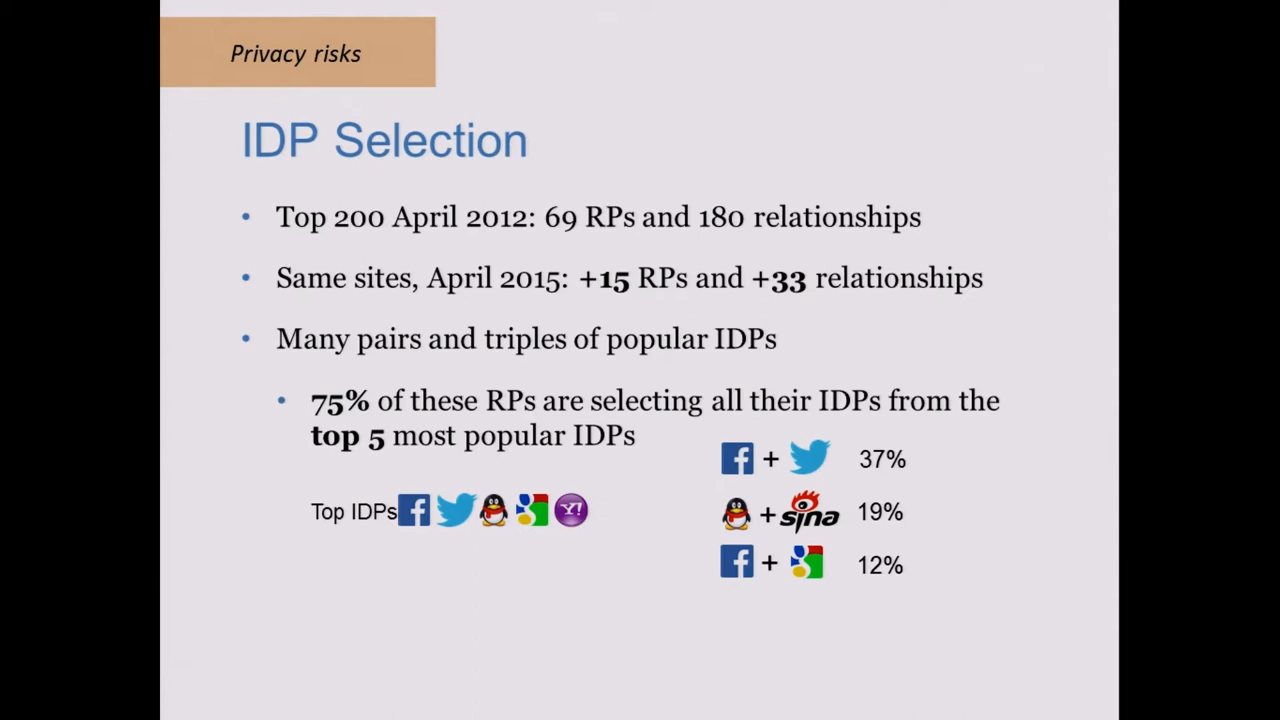 Privacy risks
IDP Selection
• Top 200 April 2012: 69 RPs and 180 relationships
• Same sites, April 2015: +15 RPs and +33 relationships
• Many pairs and triples of popular IDPs
• 75% of these RPs are selecting all their IDPs from the
top 5 most popular IDPs
+ 37%
Top IDPs Y!
+ sina 19%
+ 12%